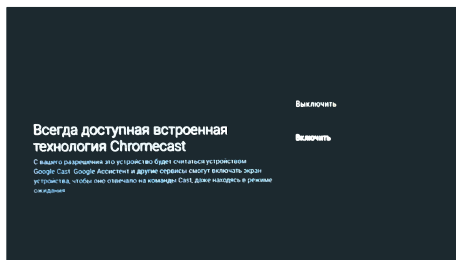 Выключить
Включить
Всегда доступная встроенная
технология Chromecast
С вашего разрешения это устройство будет считаться устройством
Google Cast. Google Ассистент и другие сервисы смогут включать экран
устройства, чтобы оно отвечало на команды Cast, даже находясь в режиме
ожидания